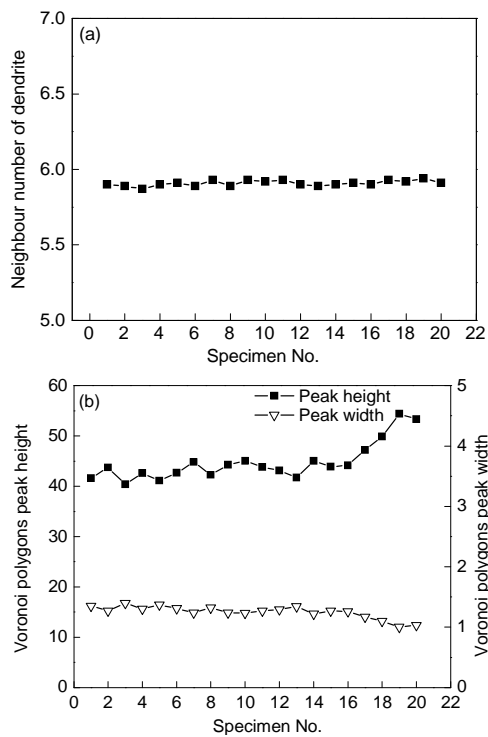 (a)
7.0
6.5
6.0
5.5
5.0
Neighbour number of dendrite
0 2 4 6 8 10 12 14 16 18 20 22
Specimen No.
(b)
Peak height
Peak width
60
50
40
30
20
10
0
Voronoi polygons peak height
5
4
3
2
1
0
Voronoi polygons peak width
0 2 4 6 8 10 12 14 16 18 20 22
Specimen No.